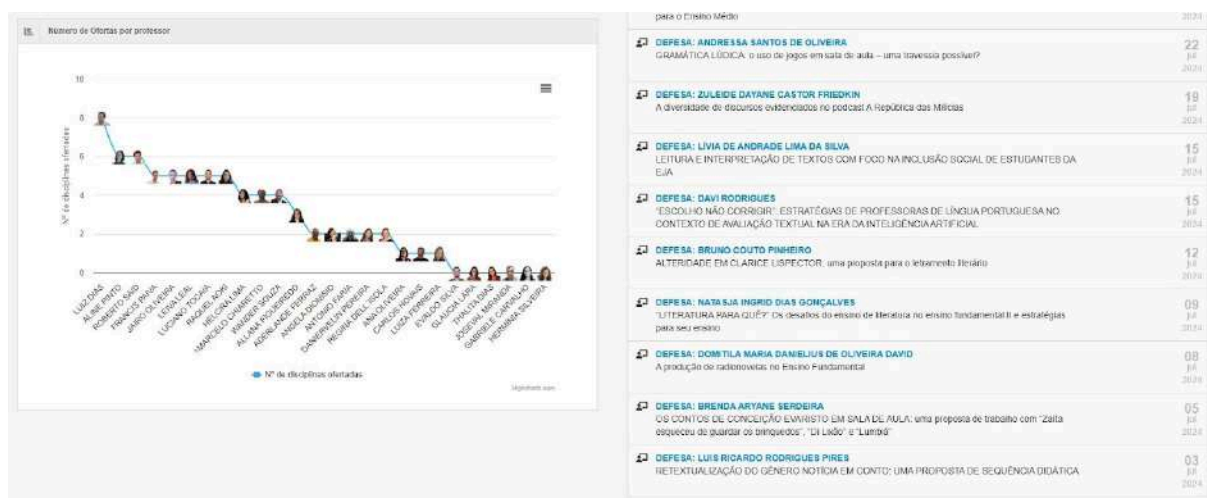 Número de Ofertas por professor
10
8
6
4
2
0
Nº de disciplinas ofertadas
LUIZ DIAS
ALINE PINTO
ROBERTO SAID
FRANCIS PAIVA
JAIRO OLIVEIRA
LEIVA LEAL
LUCIANO TOCAIA
RAQUEL NOKI
HELOISA LIMA
MARCELO CHIARETTO
WANDER SOUZA
ALLANA FIGUEIREDO
ADERLANDE FERRAZ
ANGELA DIONISIO
ANTONIO FARIA
DANIERVELIN PEREIRA
REGINA DELL'ISOLA
ANA OLIVEIRA
CARLOS NOVAIS
LUIZA FERREIRA
EVALDO SILVA
GLAUCIA LARA
THALITA DIAS
JOSEMA MIRANDA
GABRIELE CARVALHO
HERMINIA SILVEIRA
Nº de disciplinas ofertadas
para o Ensino Médio
2024
DEFESA: ANDRESSA SANTOS DE OLIVEIRA
GRAMÁTICA LÚDICA: o uso de jogos em sala de aula – uma travessia possível?
22
jul
2024
DEFESA: ZULEIDE DAYANE CASTOR FRIEDKIN
A diversidade de discursos evidenciados no podcast A República das Milícias
19
jul
2024
DEFESA: LÍVIA DE ANDRADE LIMA DA SILVA
LEITURA E INTERPRETAÇÃO DE TEXTOS COM FOCO NA INCLUSÃO SOCIAL DE ESTUDANTES DA
EJA
15
jul
2024
DEFESA: DAVI RODRIGUES
"ESCOLHO NÃO CORRIGIR": ESTRATÉGIAS DE PROFESSORAS DE LÍNGUA PORTUGUESA NO
CONTEXTO DE AVALIAÇÃO TEXTUAL NA ERA DA INTELIGÊNCIA ARTIFICIAL
15
jul
2024
DEFESA: BRUNO COUTO PINHEIRO
ALTERIDADE EM CLARICE LISPECTOR: uma proposta para o letramento literário
12
jul
2024
DEFESA: NATASJA INGRID DIAS GONÇALVES
"LITERATURA PARA QUÊ?" Os desafios do ensino de literatura no ensino fundamental II e estratégias
para seu ensino
09
jul
2024
DEFESA: DOMITILA MARIA DANIELIUS DE OLIVEIRA DAVID
A produção de radionovelas no Ensino Fundamental
08
jul
2024
DEFESA: BRENDA ARYANE SERDEIRA
OS CONTOS DE CONCEIÇÃO EVARISTO EM SALA DE AULA: uma proposta de trabalho com "Zaíta
esqueceu de guardar os brinquedos", "Di Lixão" e "Lumbiá"
05
jul
2024
DEFESA: LUIS RICARDO RODRIGUES PIRES
RETEXTUALIZAÇÃO DO GÊNERO NOTÍCIA EM CONTO: UMA PROPOSTA DE SEQUÊNCIA DIDÁTICA
03
jul
2024